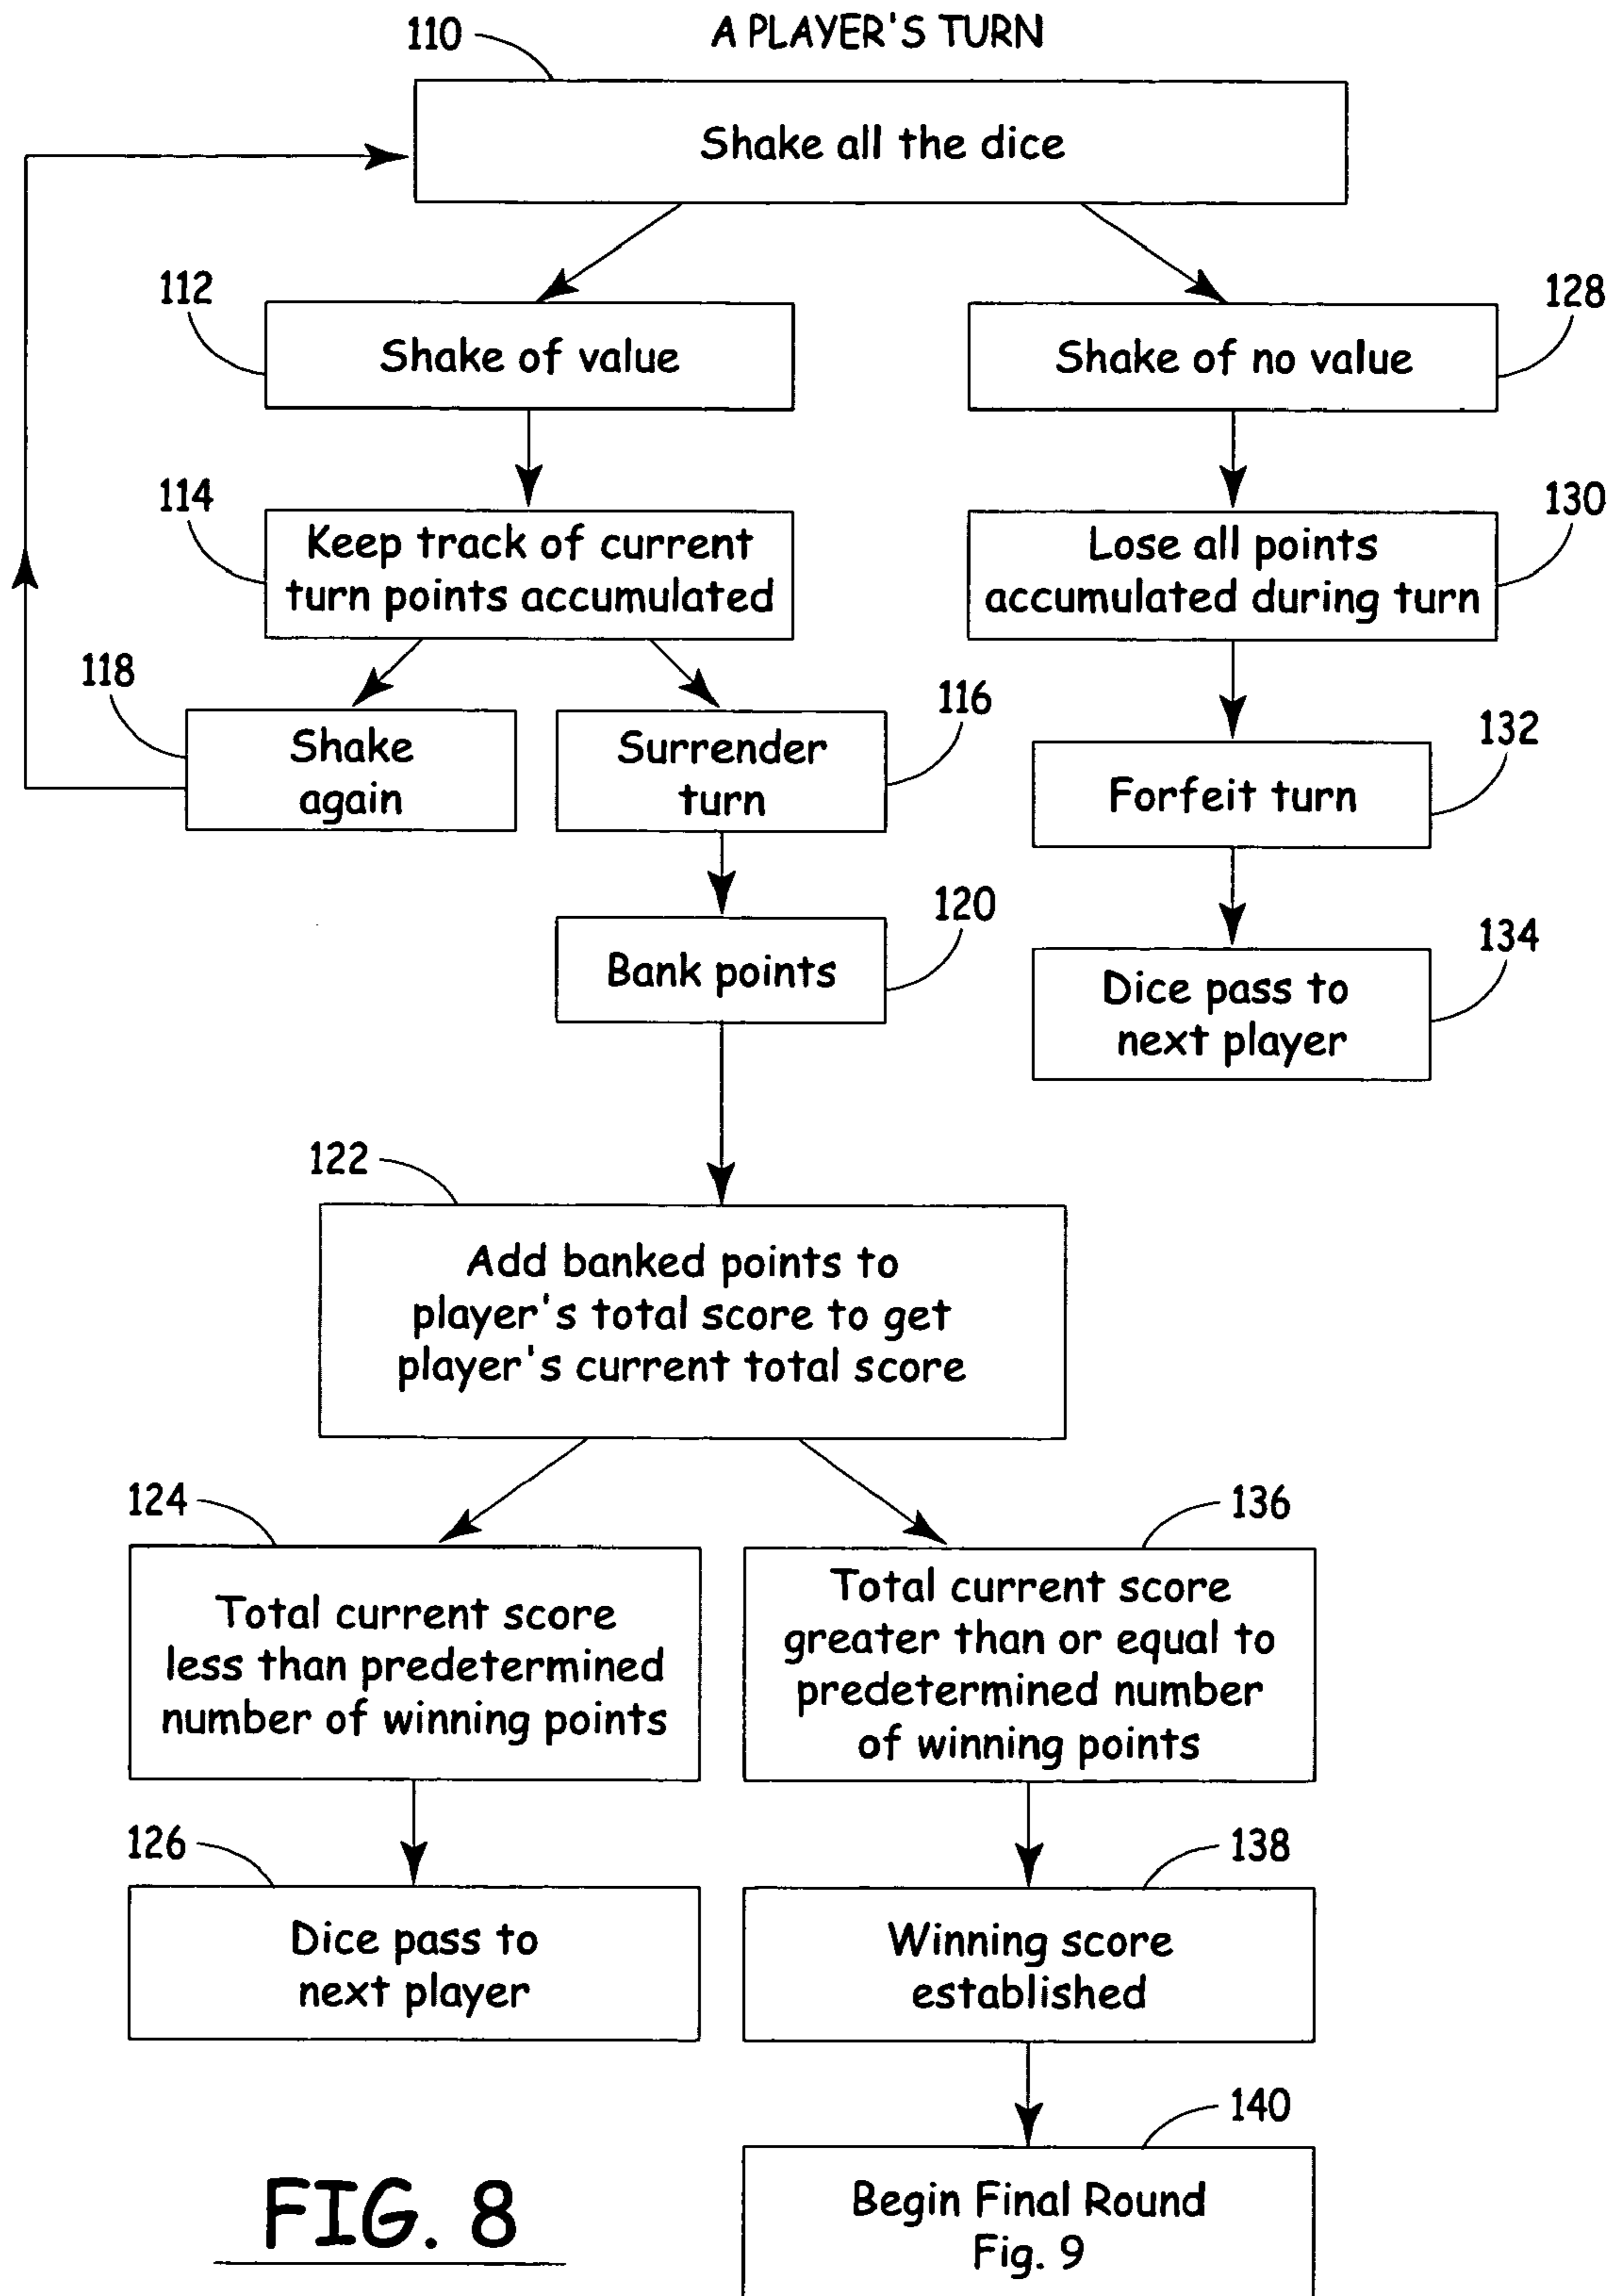 A PLAYER'S TURN
110
Shake all the dice
112
Shake of value
128
Shake of no value
114
Keep track of current
turn points accumulated
130
Lose all points
accumulated during turn
118
Shake
again
116
Surrender
turn
132
Forfeit turn
120
Bank points
134
Dice pass to
next player
122
Add banked points to
player's total score to get
player's current total score
124
Total current score
less than predetermined
number of winning points
136
Total current score
greater than or equal to
predetermined number
of winning points
126
Dice pass to
next player
138
Winning score
established
140
Begin Final Round
Fig. 9
FIG. 8